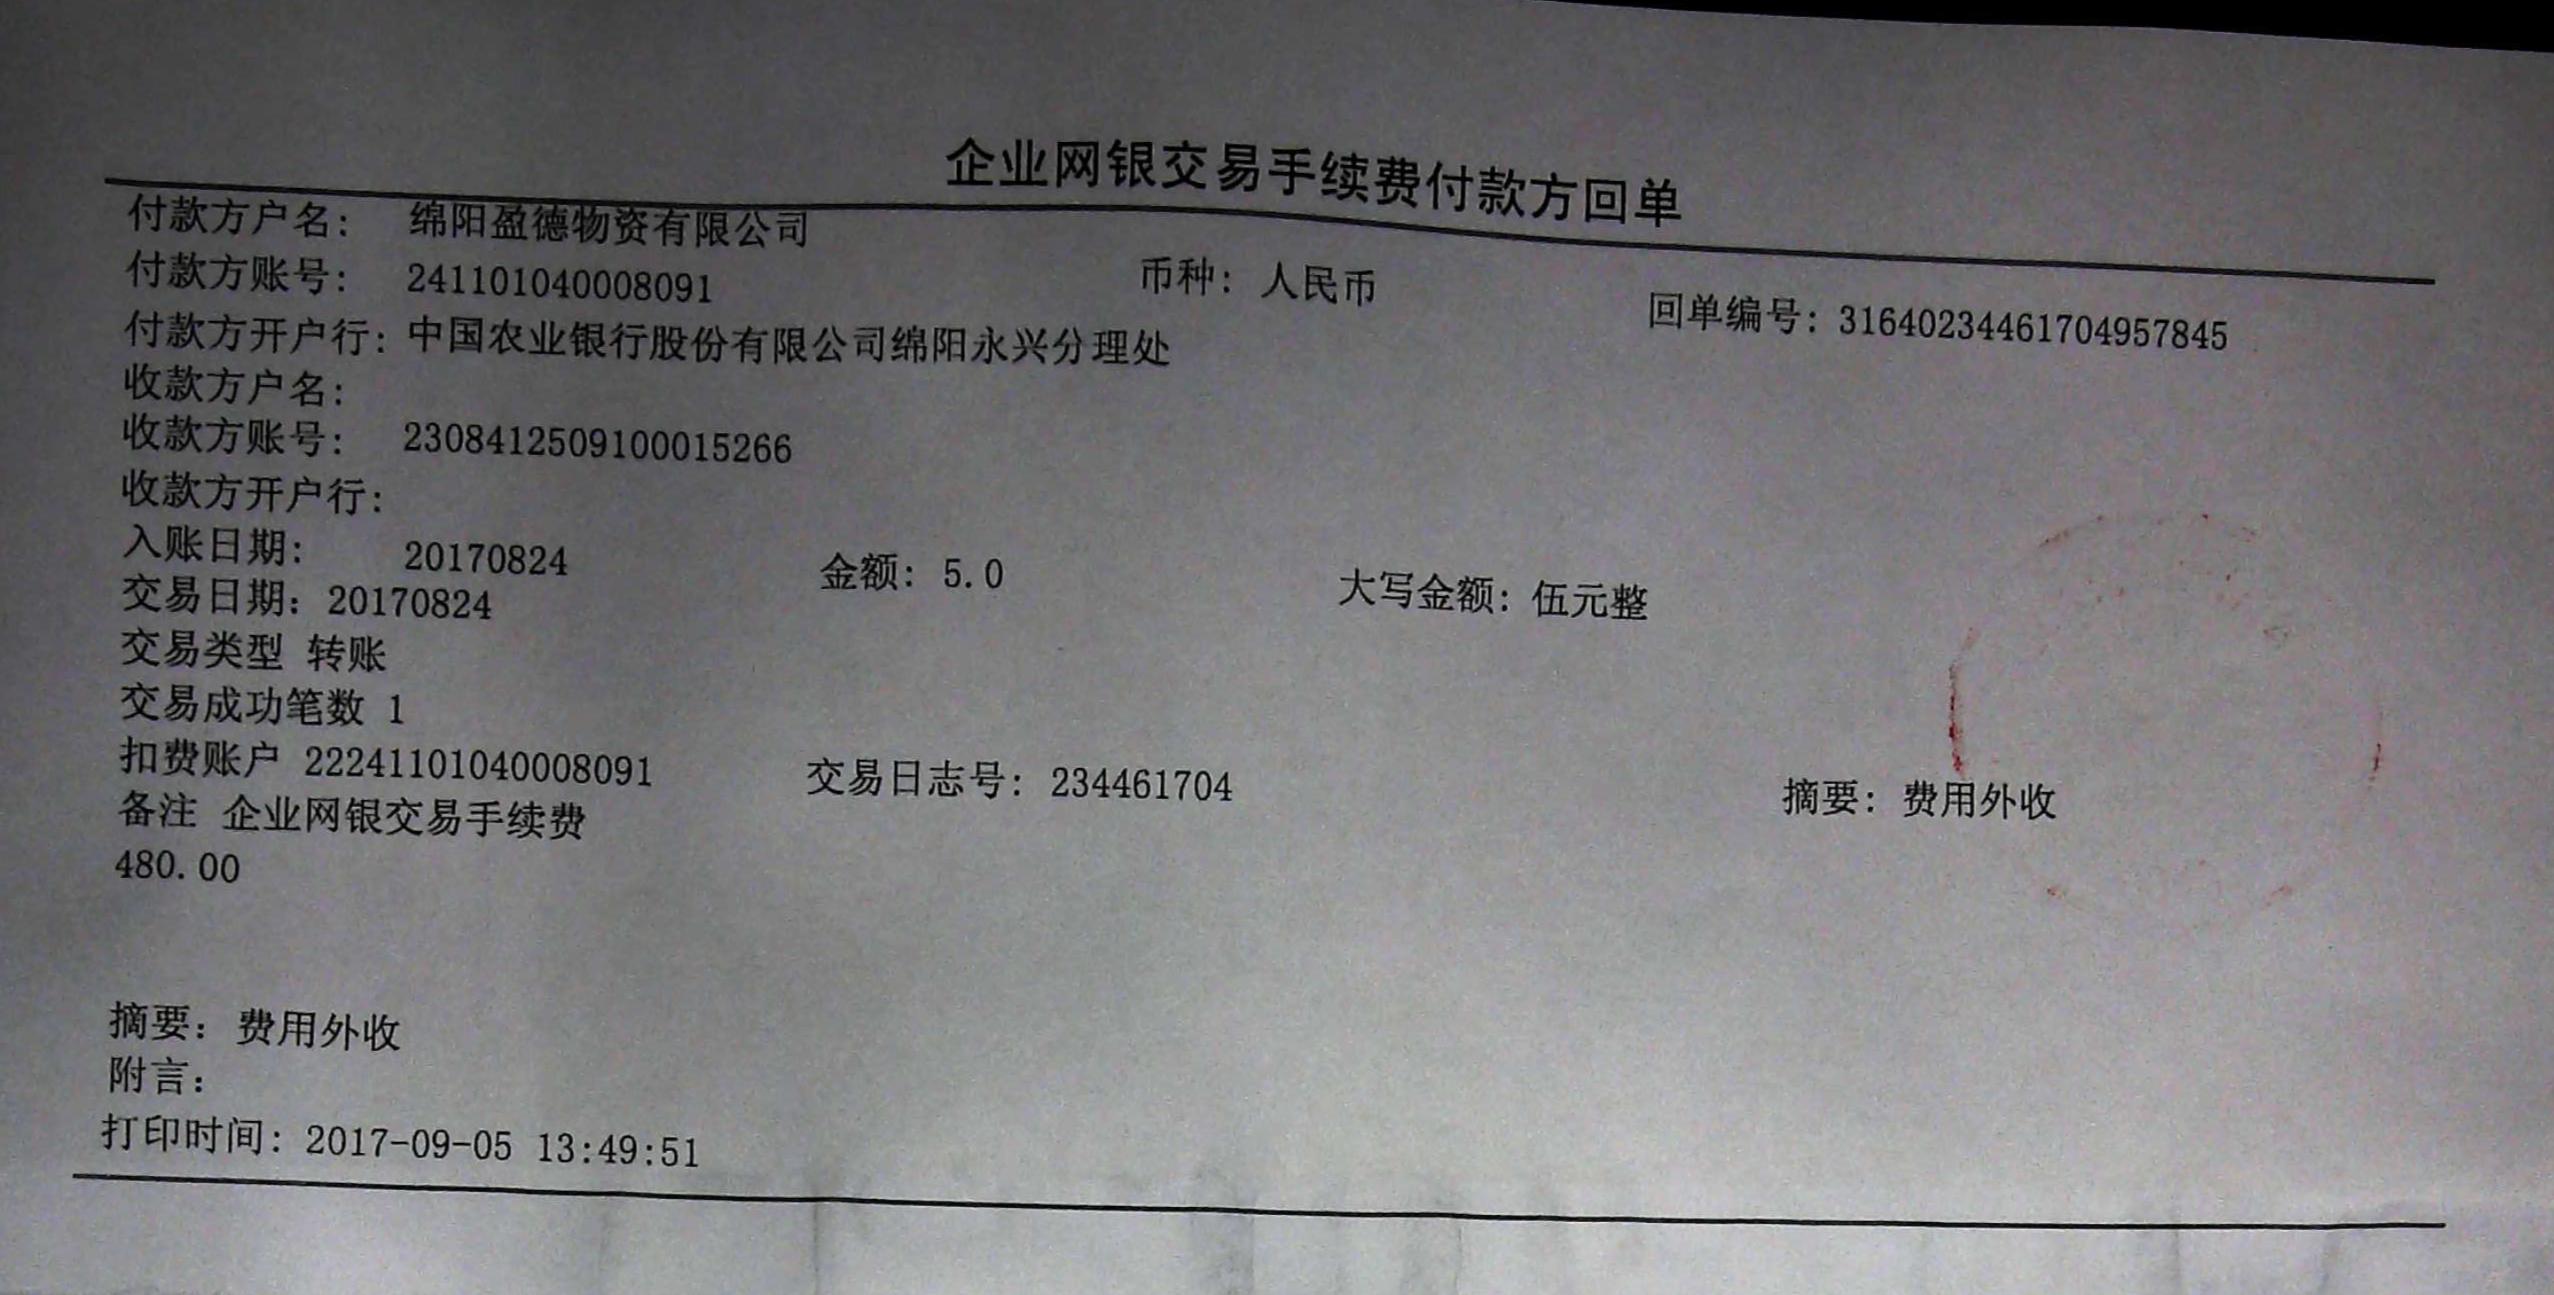 企业网银交易手续费付款方回单
付款方户名： 绵阳盈德物资有限公司
付款方账号： 241101040008091 币种：人民币 回单编号：31640234461704957845
付款方开户行：中国农业银行股份有限公司绵阳永兴分理处
收款方户名：
收款方账号： 2308412509100015266
收款方开户行：
入账日期： 20170824 金额：5.0 大写金额：伍元整
交易日期：20170824
交易类型 转账
交易成功笔数 1
扣费账户 22241101040008091 交易日志号：234461704 摘要：费用外收
备注 企业网银交易手续费
480.00
摘要：费用外收
附言：
打印时间：2017-09-05 13:49:51